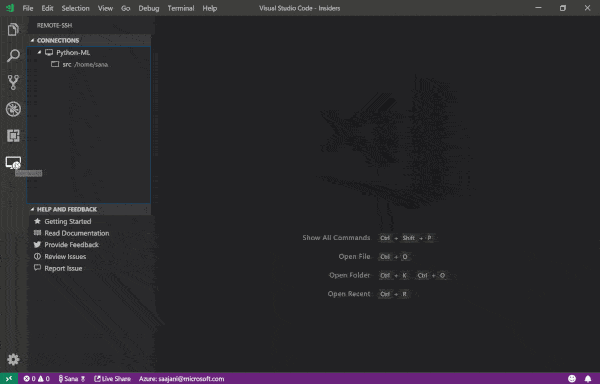 File Edit Selection View Go Debug Terminal Help Visual Studio Code - Insiders
REMOTE-SSH
CONNECTIONS
Python-ML
src /home/sana
HELP AND FEEDBACK
Getting Started
Read Documentation
Provide Feedback
Review Issues
Report Issue
Show All Commands Ctrl + Shift + P
Open File Ctrl + O
Open Folder Ctrl + K Ctrl + O
Open Recent Ctrl + R
0 0 Sana Live Share Azure: saajanl@microsoft.com